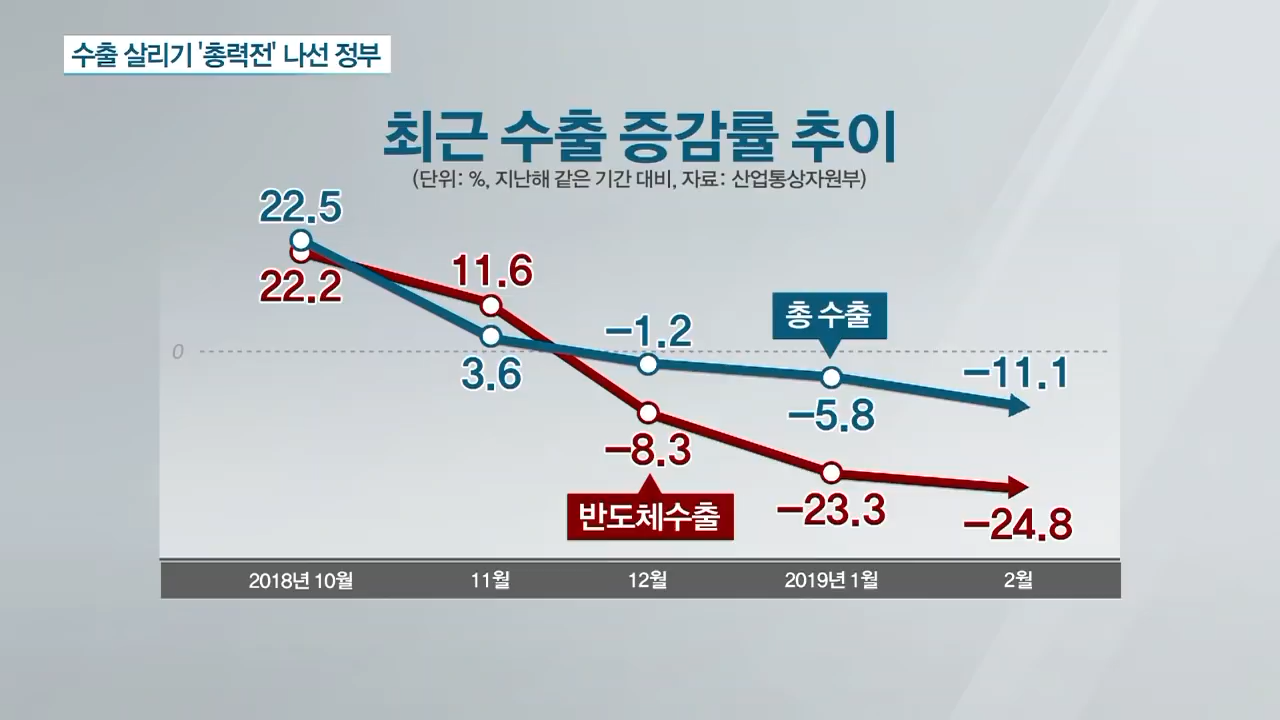 수출 살리기 '총력전' 나선 정부
최근 수출 증감률 추이
(단위: %, 지난해 같은 기간 대비, 자료: 산업통상자원부)
22.5
22.2
11.6
3.6
-1.2
-8.3
총 수출
-5.8
-23.3
-11.1
-24.8
0
반도체수출
2018년 10월 11월 12월 2019년 1월 2월